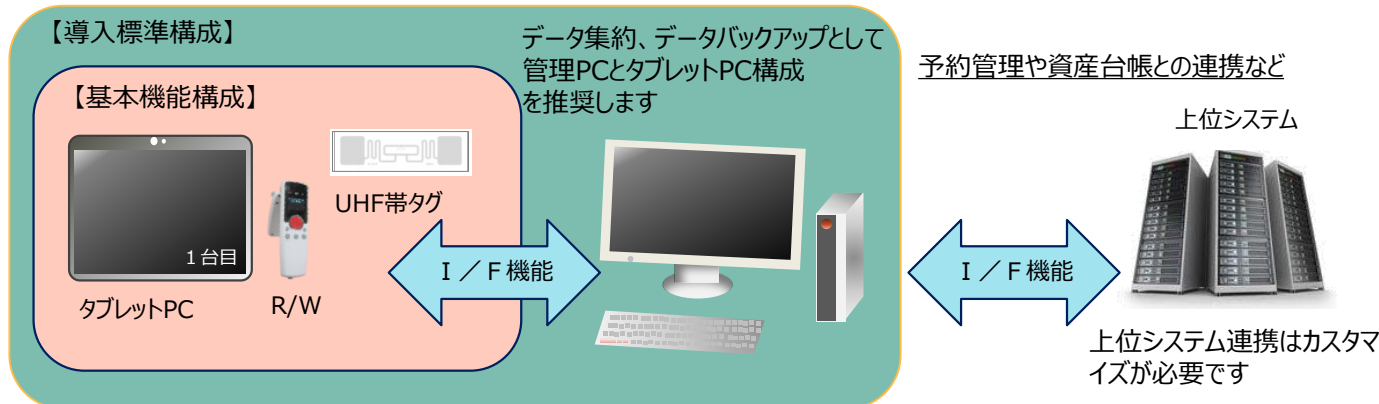 【導入標準構成】
データ集約、データバックアップとして
管理PCとタブレットPC構成
を推奨します
【基本機能構成】
１台目
タブレットPC
R/W
UHF帯タグ
Ｉ／Ｆ機能
Ｉ／Ｆ機能
予約管理や資産台帳との連携など
上位システム
上位システム連携はカスタマ
イズが必要です